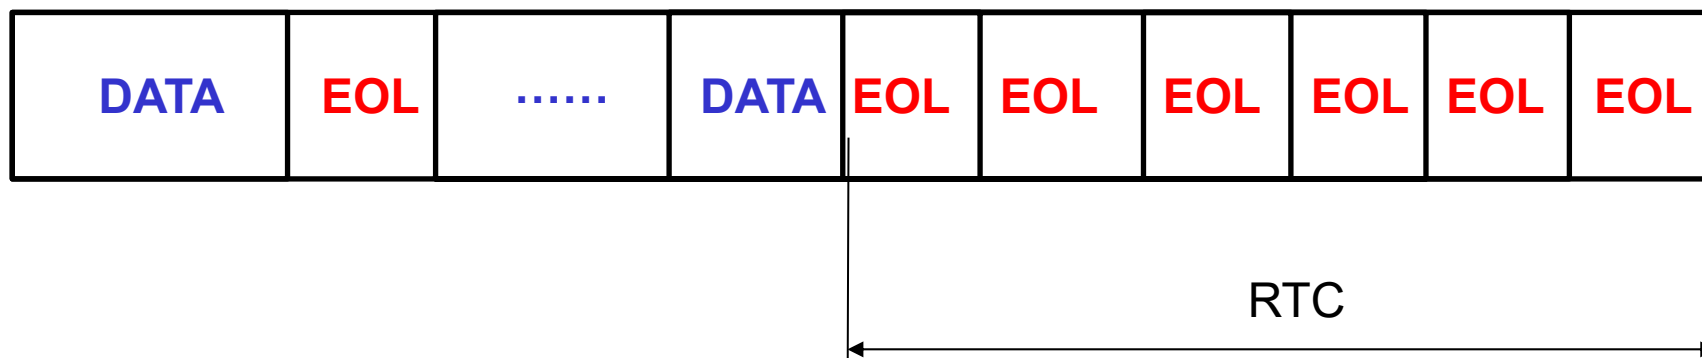 DATA EOL ...... DATA EOL EOL EOL EOL EOL EOL
RTC